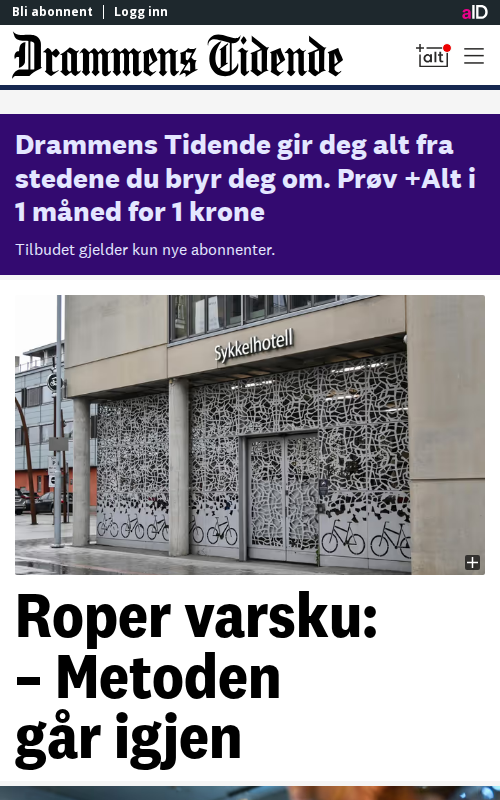 Bli abonnent
Logg inn
aID
Drammens Tidende
+alt
Drammens Tidende gir deg alt fra
stedene du bryr deg om. Prøv +Alt i
1 måned for 1 krone
Tilbudet gjelder kun nye abonnenter.
Sykkelhotell
Roper varsku:
– Metoden
går igjen